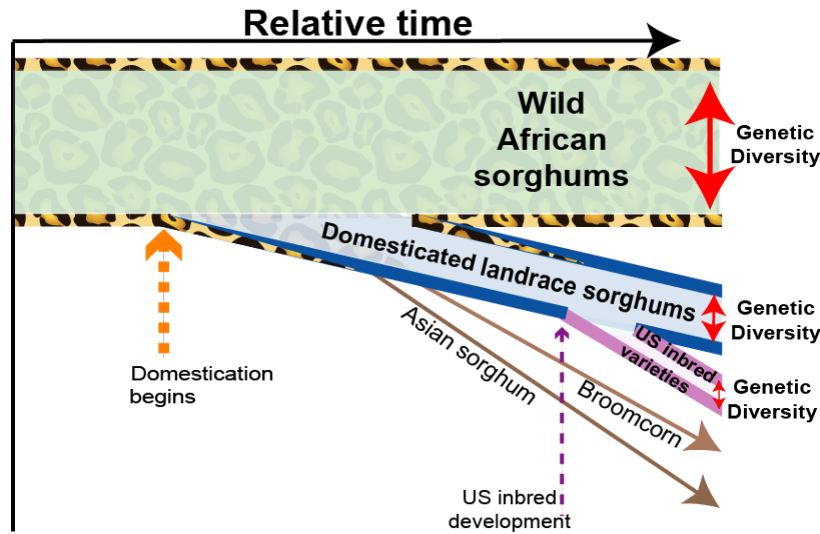 Relative time
Wild
African
sorghums
Genetic
Diversity
Domesticated landrace sorghums
Genetic
Diversity
US inbred
varieties
Genetic
Diversity
Asian sorghum
Broomcorn
Domestication
begins
US inbred
development